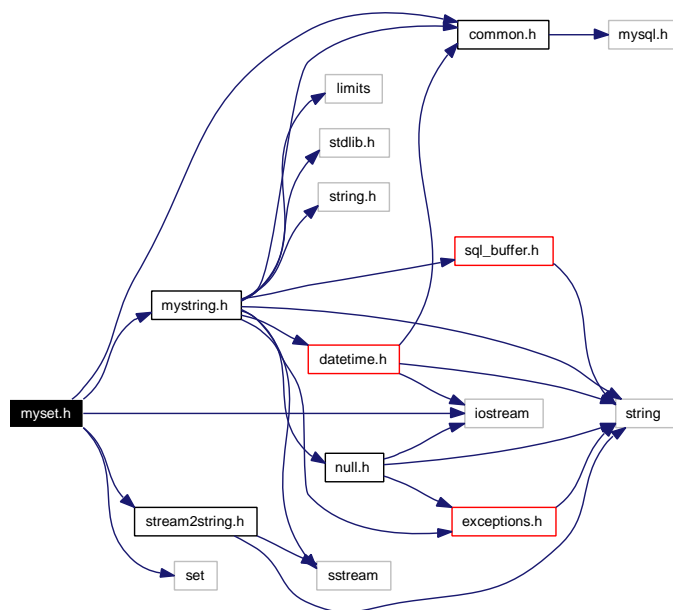 common.h
mysql.h
limits
stdlib.h
string.h
sql_buffer.h
mystring.h
datetime.h
myset.h
iostream
string
null.h
stream2string.h
exceptions.h
set
sstream